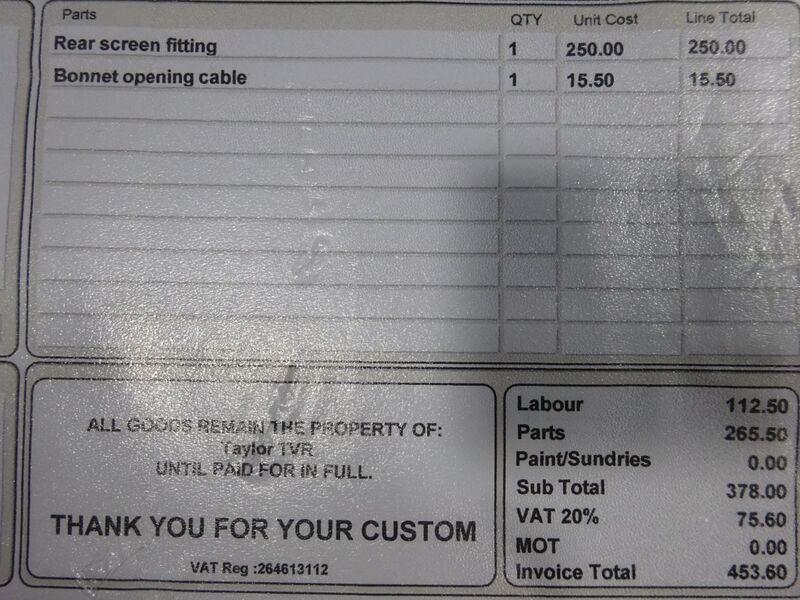 Parts QTY Unit Cost Line Total
Rear screen fitting 1 250.00 250.00
Bonnet opening cable 1 15.50 15.50
ALL GOODS REMAIN THE PROPERTY OF:
Taylor TVR
UNTIL PAID FOR IN FULL.
THANK YOU FOR YOUR CUSTOM
VAT Reg :264613112
Labour 112.50
Parts 265.50
Paint/Sundries 0.00
Sub Total 378.00
VAT 20% 75.60
MOT 0.00
Invoice Total 453.60